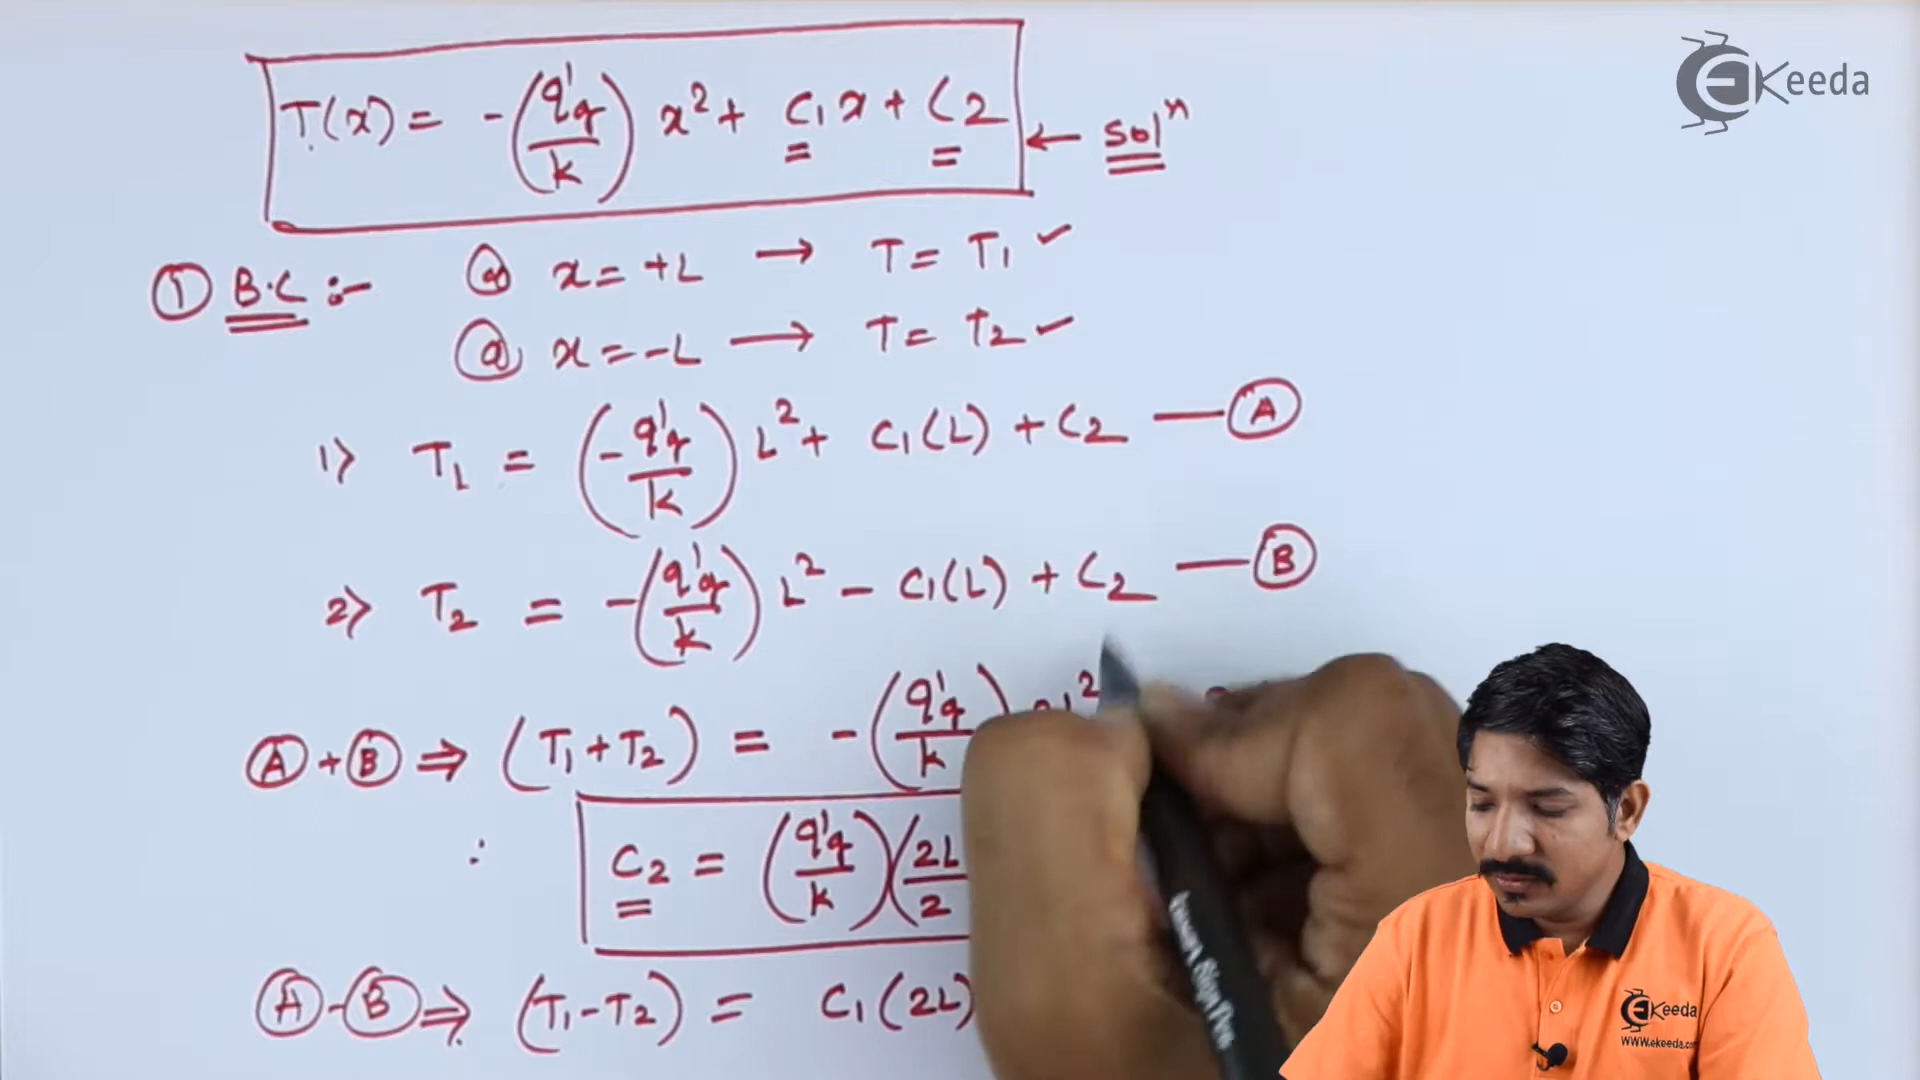 T(x) = -(q'g/k) x² + C₁x + C₂ ← Solⁿ
EKeeda
① B.C :- @ x = +L → T = T₁ ✓
@ x = -L → T = T₂ ✓
1) T₁ = (-q'g/k) L² + C₁(L) + C₂ — Ⓐ
2) T₂ = -(q'g/k) L² - C₁(L) + C₂ — Ⓑ
Ⓐ + Ⓑ ⇒ (T₁ + T₂) = -(q'g/k)
∴ C₂ = (q'g/k)(2L/2
Ⓐ - Ⓑ ⇒ (T₁ - T₂) = C₁(2L)
EKeeda
www.ekeeda.com